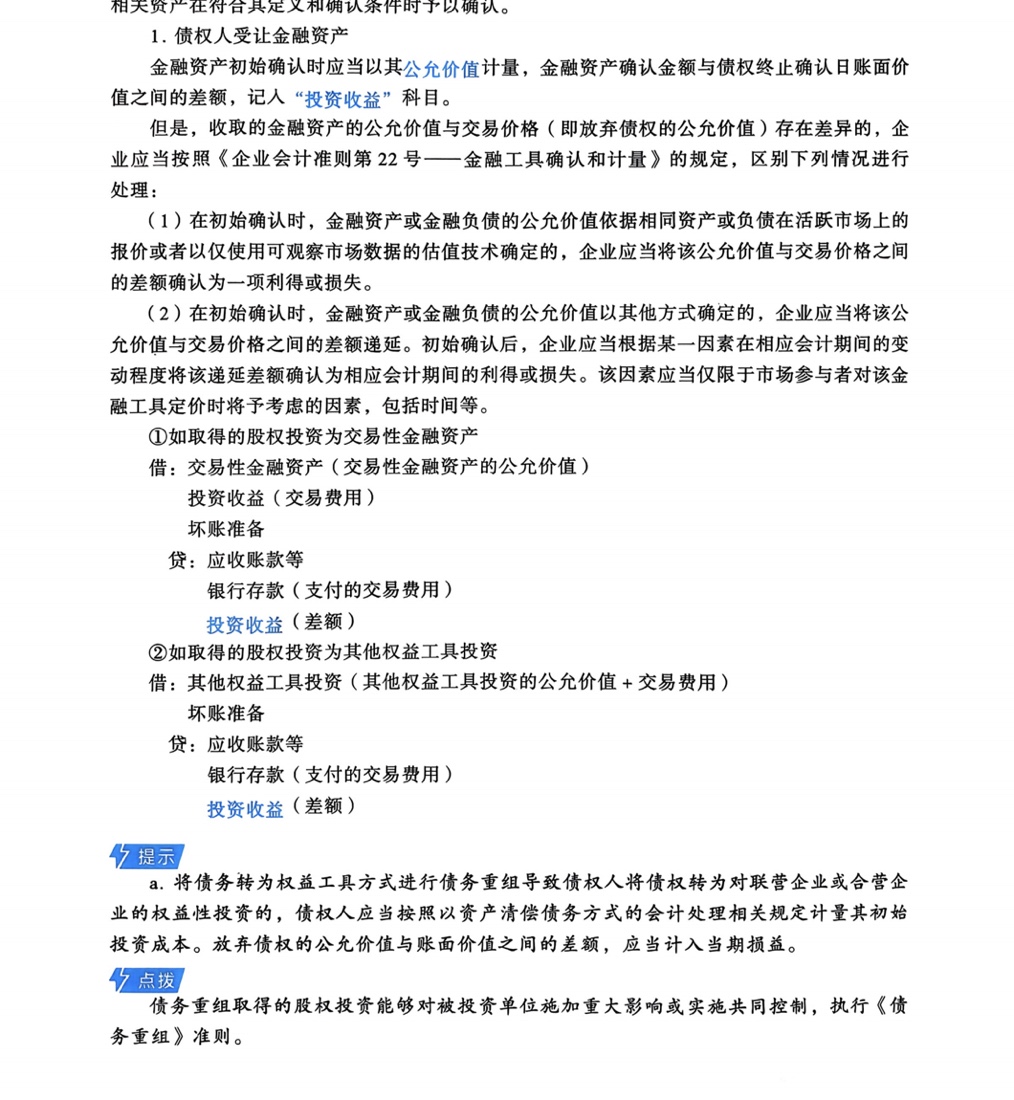 相关资产在符合其定义和确认条件时予以确认。
1. 债权人受让金融资产
金融资产初始确认时应当以其公允价值计量，金融资产确认金额与债权终止确认日账面价
值之间的差额，记入“投资收益”科目。
但是，收取的金融资产的公允价值与交易价格（即放弃债权的公允价值）存在差异的，企
业应当按照《企业会计准则第 22 号——金融工具确认和计量》的规定，区别下列情况进行
处理：
（1）在初始确认时，金融资产或金融负债的公允价值依据相同资产或负债在活跃市场上的
报价或者以仅使用可观察市场数据的估值技术确定的，企业应当将该公允价值与交易价格之间
的差额确认为一项利得或损失。
（2）在初始确认时，金融资产或金融负债的公允价值以其他方式确定的，企业应当将该公
允价值与交易价格之间的差额递延。初始确认后，企业应当根据某一因素在相应会计期间的变
动程度将该递延差额确认为相应会计期间的利得或损失。该因素应当仅限于市场参与者对该金
融工具定价时将予考虑的因素，包括时间等。
①如取得的股权投资为交易性金融资产
借：交易性金融资产（交易性金融资产的公允价值）
投资收益（交易费用）
坏账准备
贷：应收账款等
银行存款（支付的交易费用）
投资收益（差额）
②如取得的股权投资为其他权益工具投资
借：其他权益工具投资（其他权益工具投资的公允价值 + 交易费用）
坏账准备
贷：应收账款等
银行存款（支付的交易费用）
投资收益（差额）
提示
a. 将债务转为权益工具方式进行债务重组导致债权人将债权转为对联营企业或合营企
业的权益性投资的，债权人应当按照以资产清偿债务方式的会计处理相关规定计量其初始
投资成本。放弃债权的公允价值与账面价值之间的差额，应当计入当期损益。
点拨
债务重组取得的股权投资能够对被投资单位施加重大影响或实施共同控制，执行《债
务重组》准则。